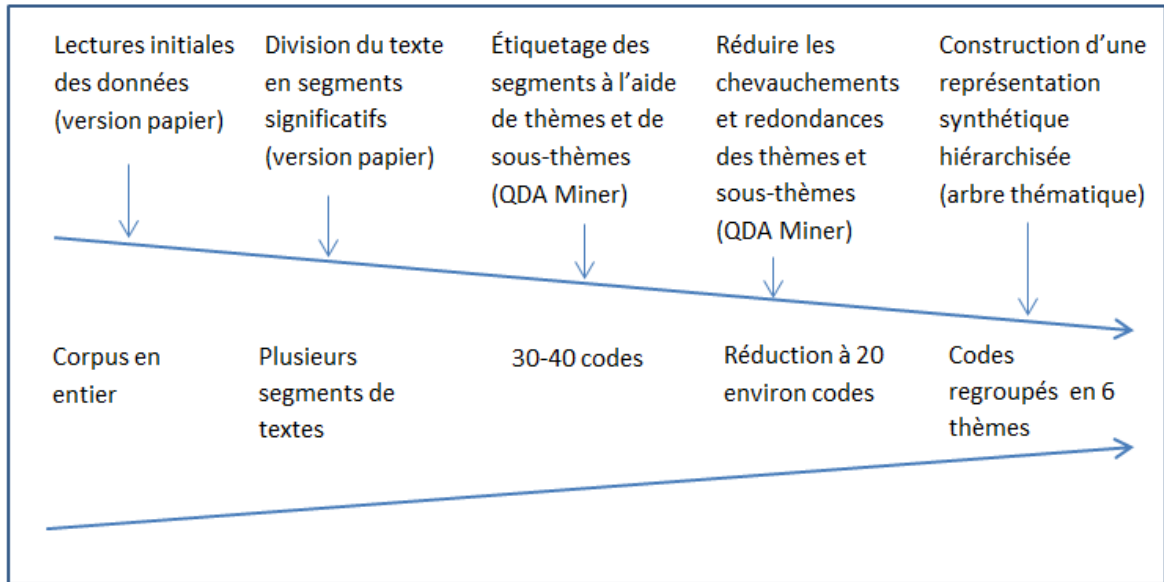 Lectures initiales
des données
(version papier)
Division du texte
en segments
significatifs
(version papier)
Étiquetage des
segments à l'aide
de thèmes et de
sous-thèmes
(QDA Miner)
Réduire les
chevauchements
et redondances
des thèmes et
sous-thèmes
(QDA Miner)
Construction d'une
représentation
synthétique
hiérarchisée
(arbre thématique)
Corpus en
entier
Plusieurs
segments de
textes
30-40 codes
Réduction à 20
environ codes
Codes
regroupés en 6
thèmes